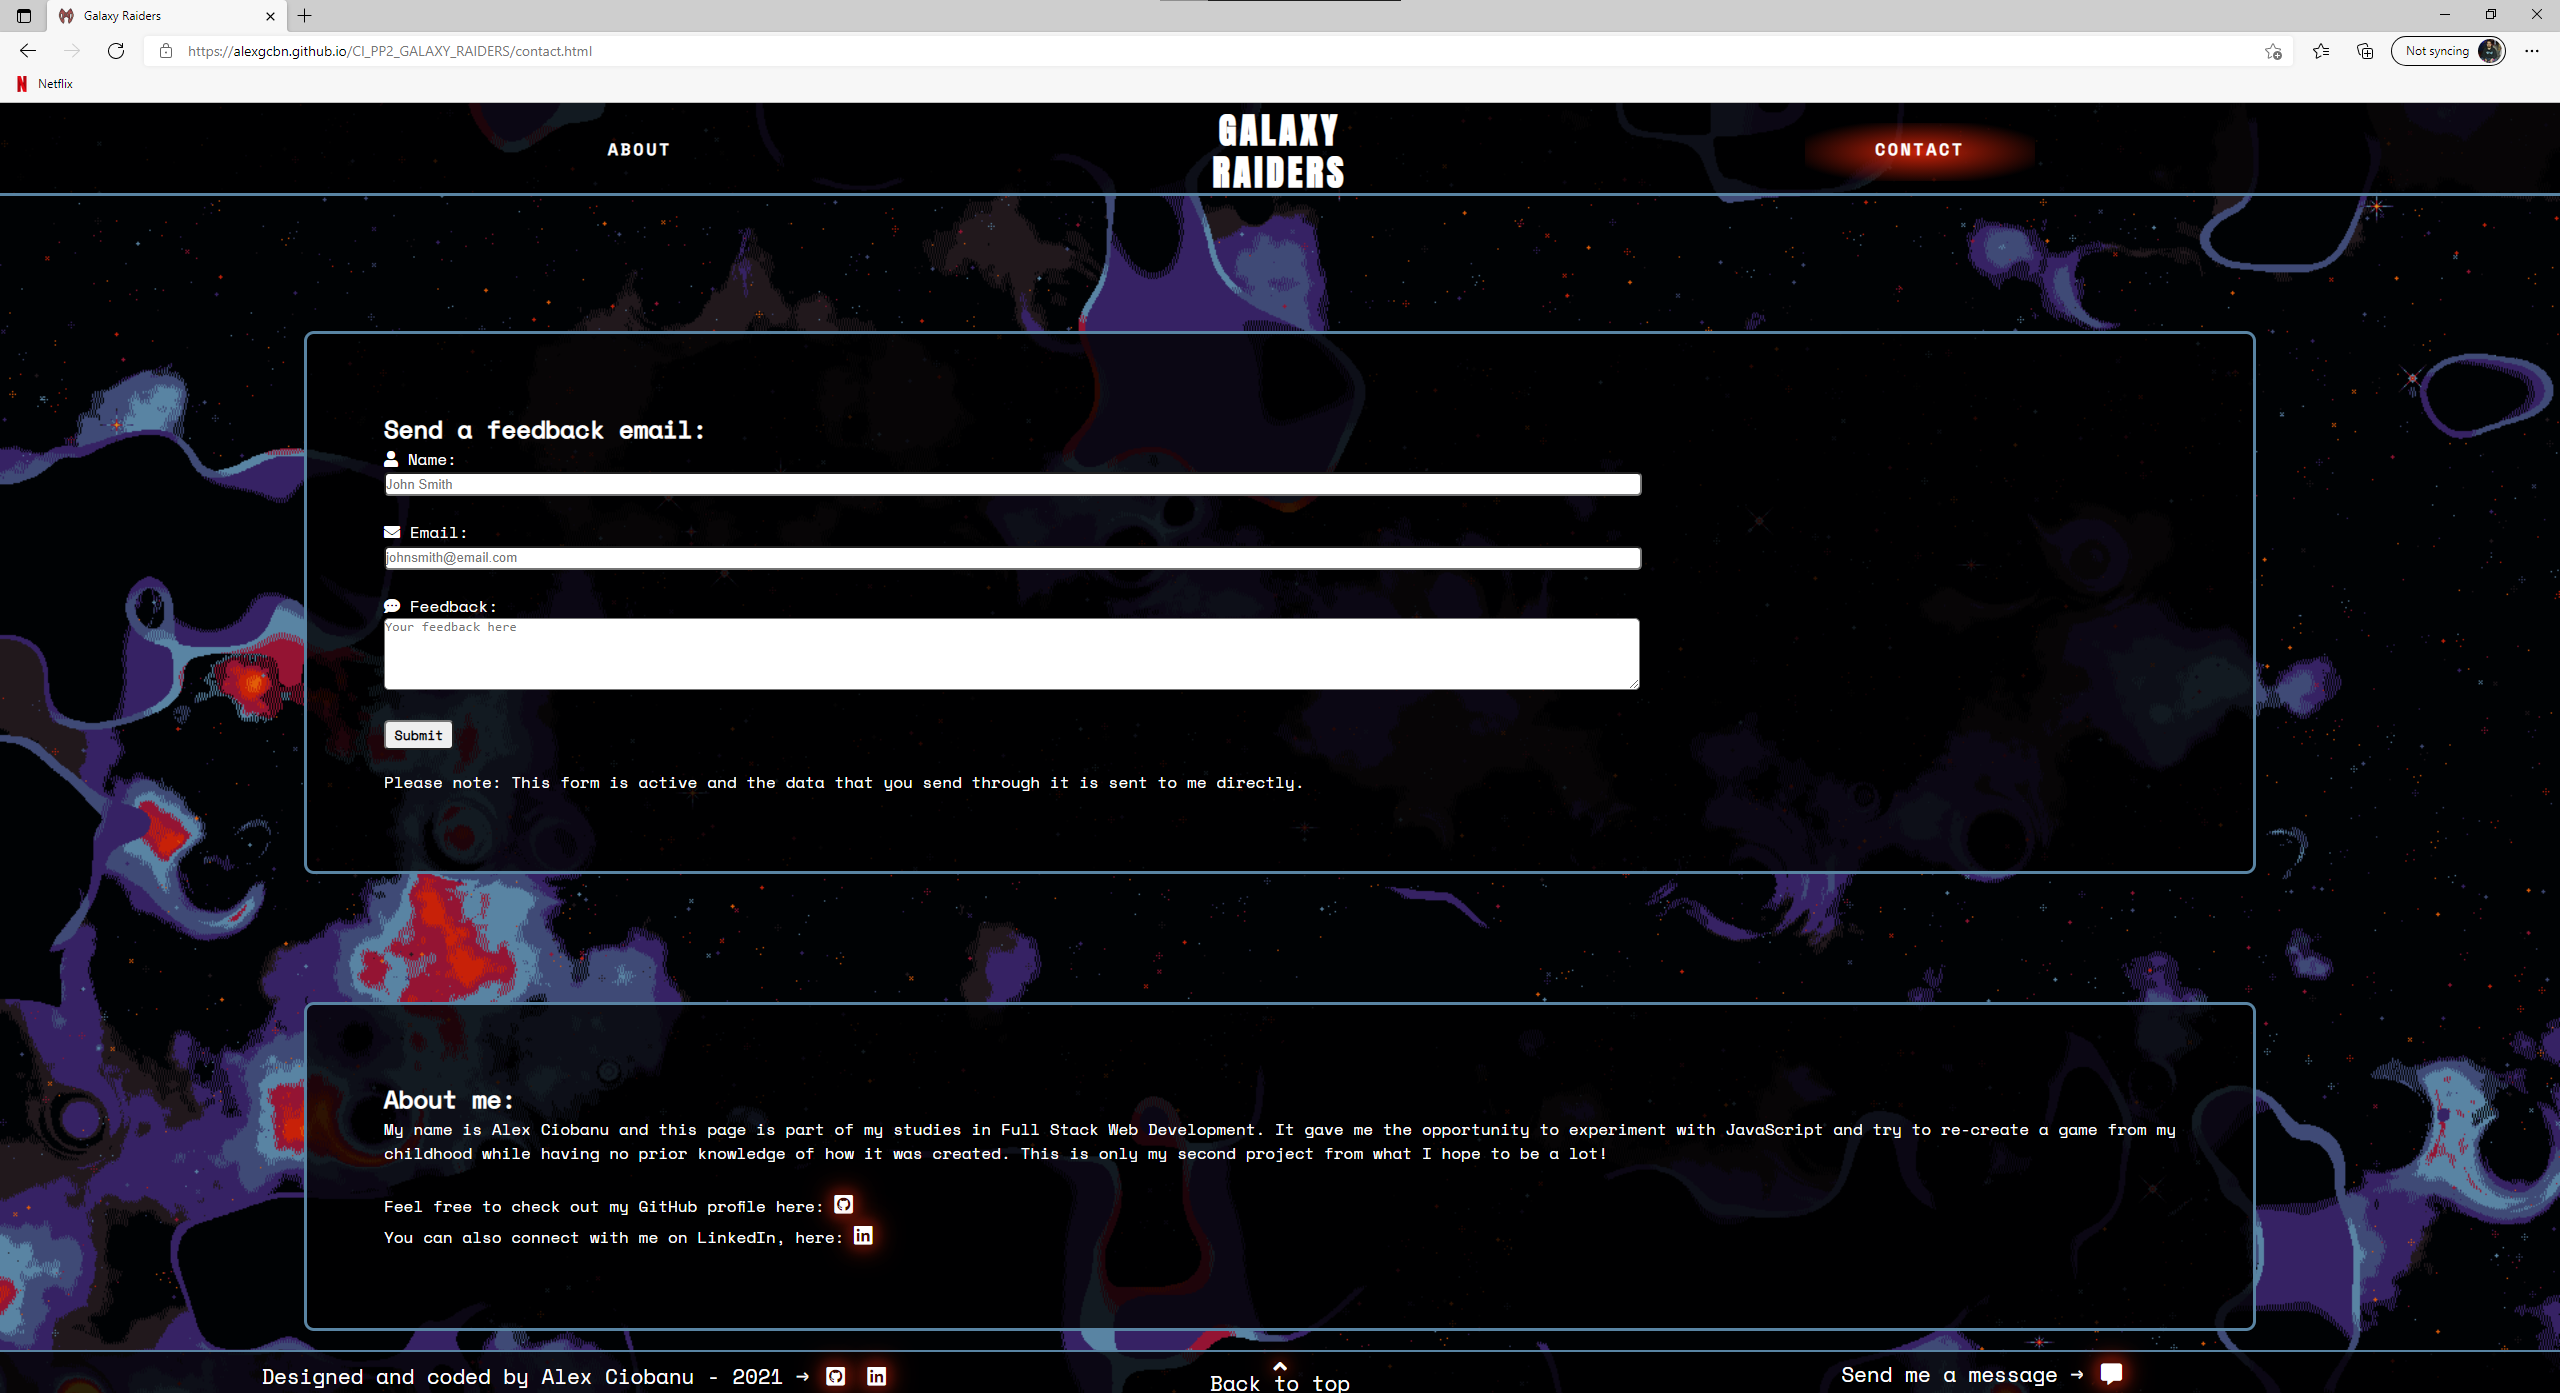 Galaxy Raiders
https://alexgcbn.github.io/CI_PP2_GALAXY_RAIDERS/contact.html
Not syncing
Netflix
ABOUT
GALAXY
RAIDERS
CONTACT
Send a feedback email:
Name:
John Smith
Email:
johnsmith@email.com
Feedback:
Your feedback here
Submit
Please note: This form is active and the data that you send through it is sent to me directly.
About me:
My name is Alex Ciobanu and this page is part of my studies in Full Stack Web Development. It gave me the opportunity to experiment with JavaScript and try to re-create a game from my
childhood while having no prior knowledge of how it was created. This is only my second project from what I hope to be a lot!
Feel free to check out my GitHub profile here:
You can also connect with me on LinkedIn, here: in
Designed and coded by Alex Ciobanu - 2021 → in
Back to top
Send me a message →